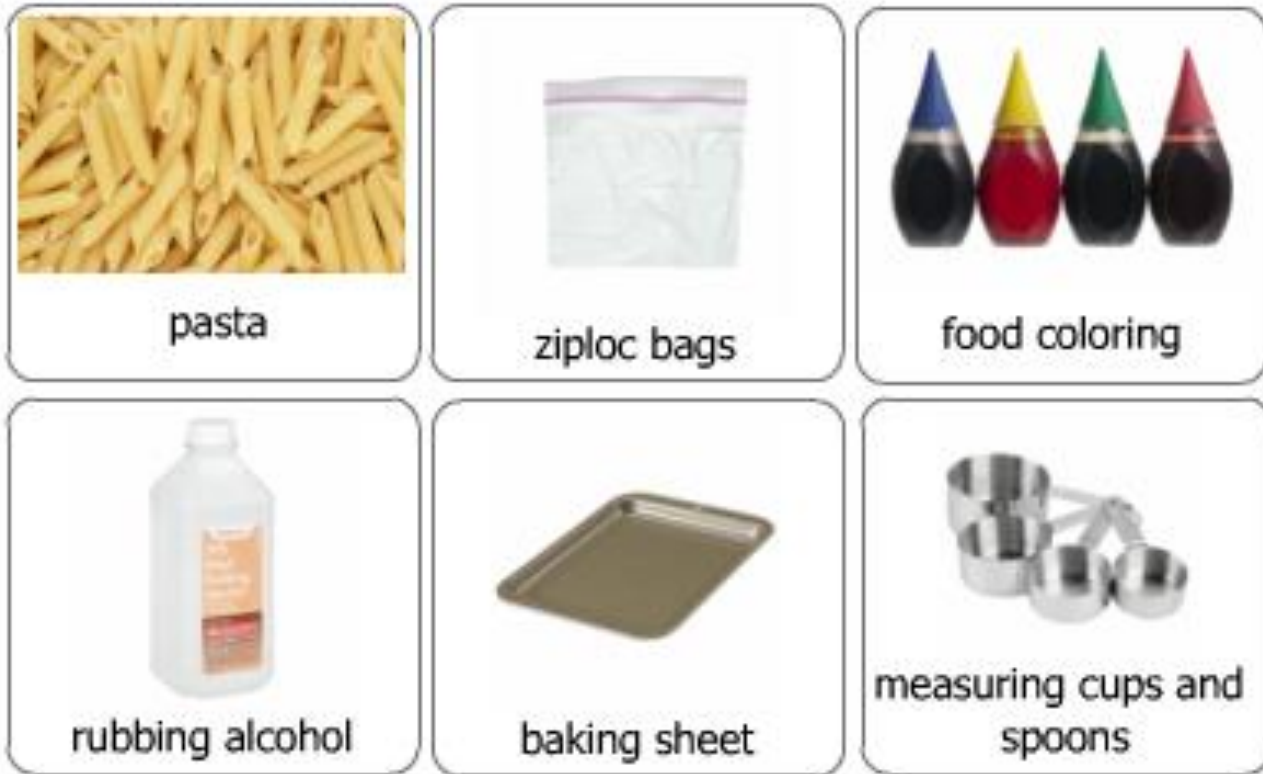 pasta
ziploc bags
food coloring
rubbing alcohol
baking sheet
measuring cups and
spoons